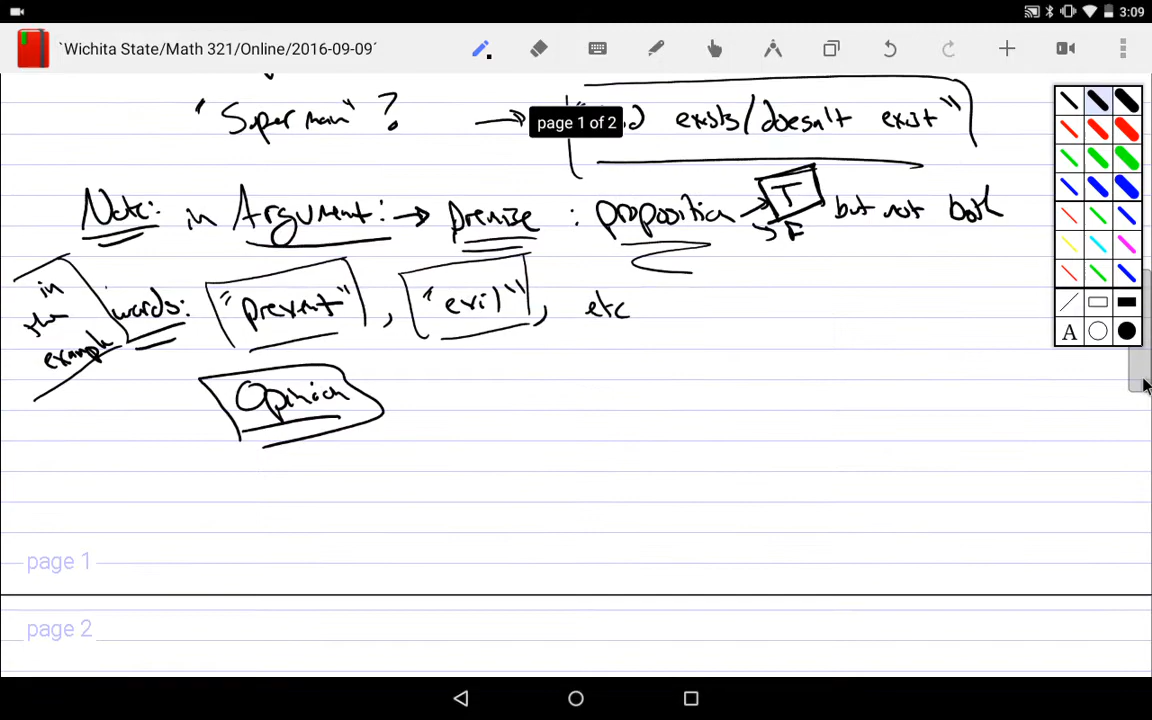 3:09
`Wichita State/Math 321/Online/2016-09-09´
"Superman" ? → exists/doesn't exist"
page 1 of 2
Note: in Argument: → premise : proposition → T but not both
→ F
in the example words: "prevent", "evil", etc
Opinion
page 1
page 2
A